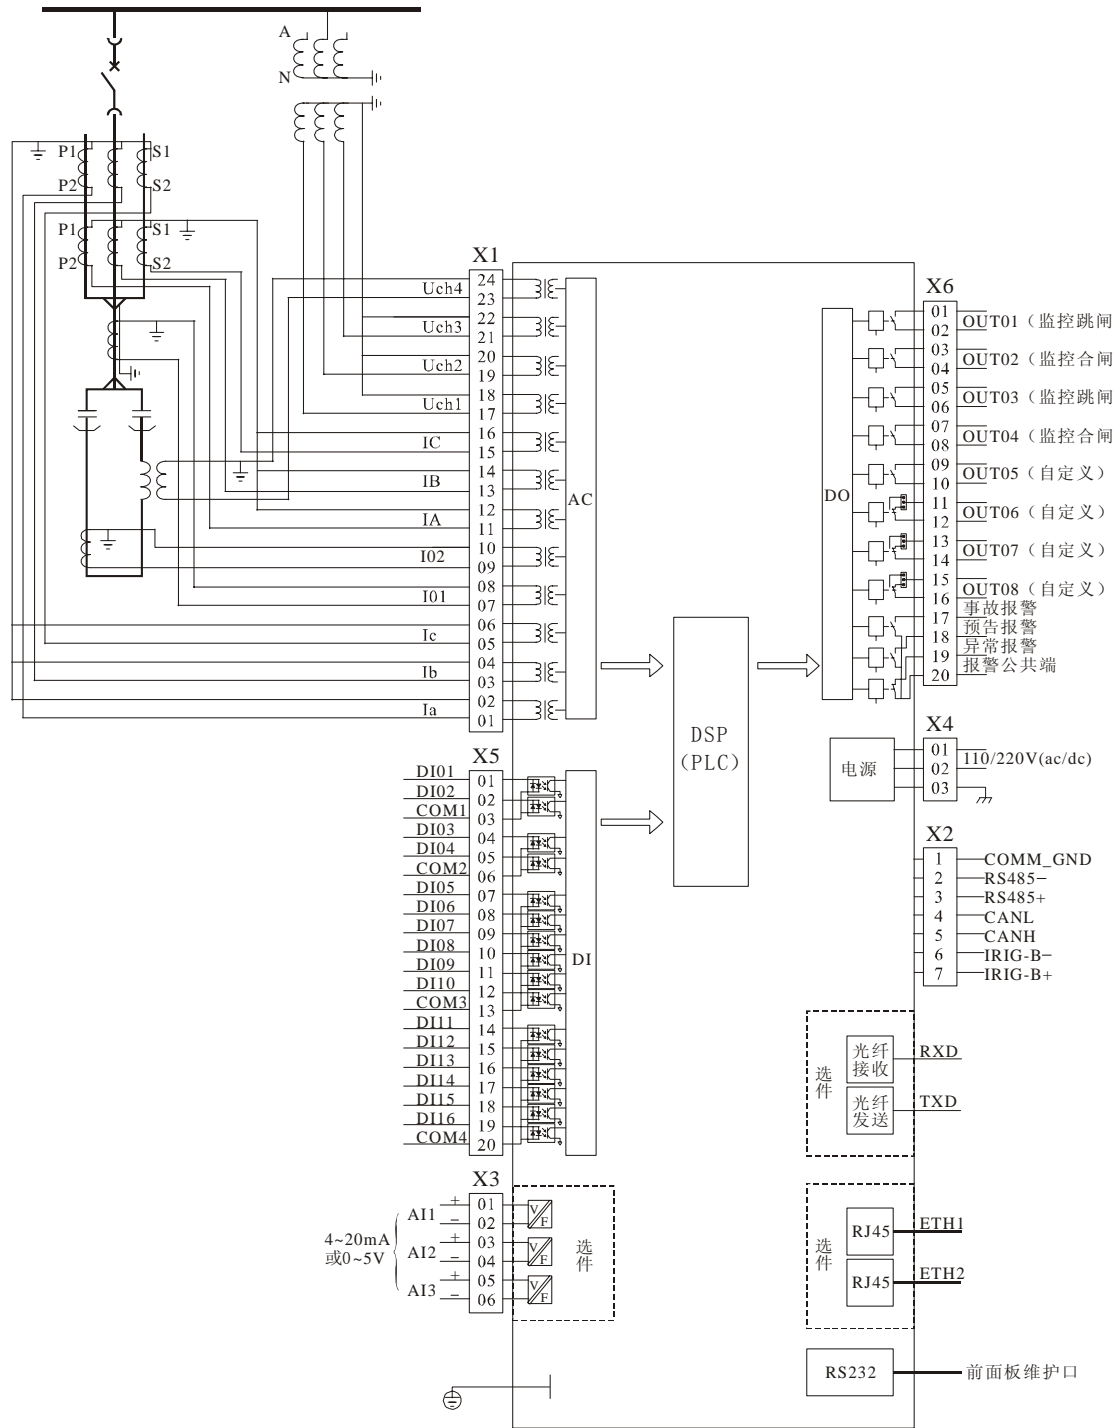 A
N
P1
S1
P2
S2
P1
S1
P2
S2
X1
Uch4
24
23
Uch3
22
21
Uch2
20
19
Uch1
18
17
IC
16
15
IB
14
13
IA
12
11
I02
10
09
I01
08
07
Ic
06
05
Ib
04
03
Ia
02
01
AC
X5
DI01
01
DI02
02
COM1
03
DI03
04
DI04
05
COM2
06
DI05
07
DI06
08
DI07
09
DI08
10
DI09
11
DI10
12
COM3
13
DI11
14
DI12
15
DI13
16
DI14
17
DI15
18
DI16
19
COM4
20
DI
X3
4~20mA
或0~5V
AI1
+
−
01
02
AI2
+
−
03
04
AI3
+
−
05
06
V/F
V/F
V/F
选件
DSP
(PLC)
DO
X6
01
02
OUT01（监控跳闸
03
04
OUT02（监控合闸
05
06
OUT03（监控跳闸
07
08
OUT04（监控合闸
09
10
OUT05（自定义）
11
12
OUT06（自定义）
13
14
OUT07（自定义）
15
16
OUT08（自定义）
17
事故报警
18
预告报警
19
异常报警
20
报警公共端
X4
电源
01
02
03
110/220V(ac/dc)
X2
1
COMM_GND
2
RS485−
3
RS485+
4
CANL
5
CANH
6
IRIG-B−
7
IRIG-B+
选件
光纤
接收
RXD
光纤
发送
TXD
选件
RJ45
ETH1
RJ45
ETH2
RS232
前面板维护口